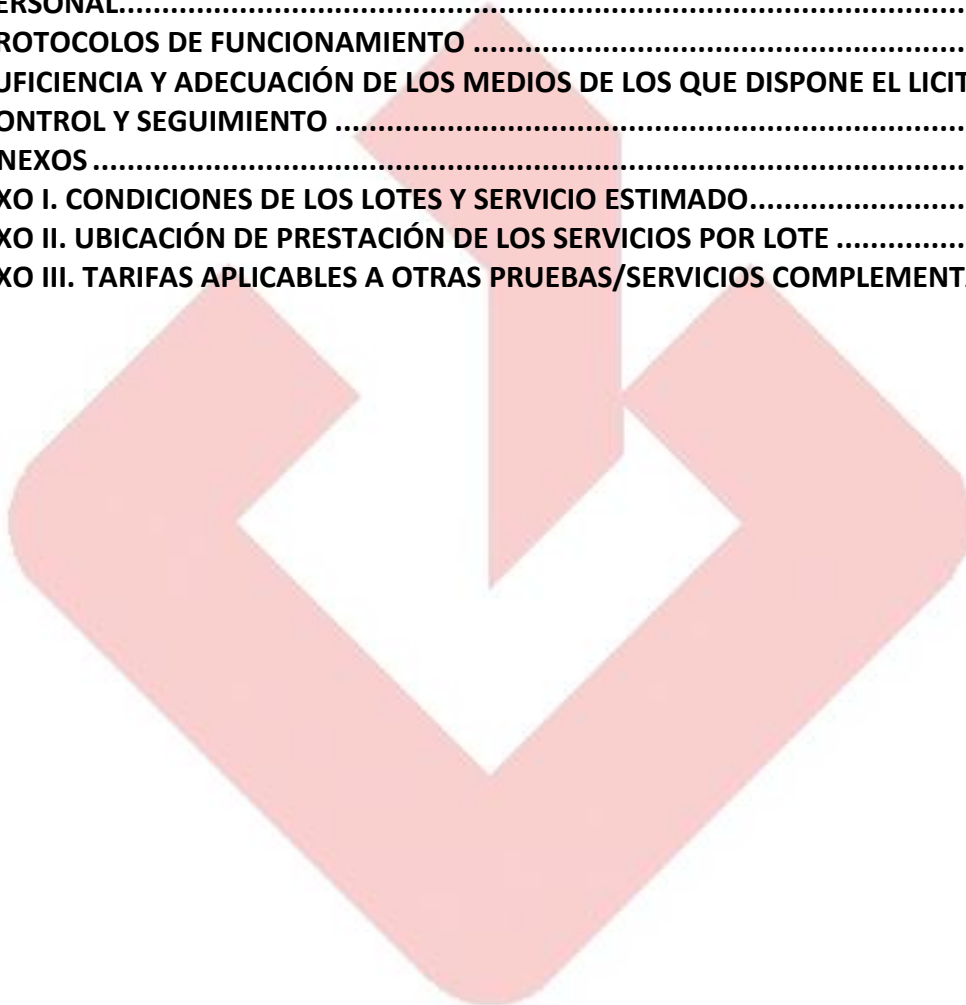 ERSONAL...........................................................................................................
ROTOCOLOS DE FUNCIONAMIENTO ...............................................................
UFICIENCIA Y ADECUACIÓN DE LOS MEDIOS DE LOS QUE DISPONE EL LICIT
ONTROL Y SEGUIMIENTO ................................................................................
NEXOS ..............................................................................................................
XO I. CONDICIONES DE LOS LOTES Y SERVICIO ESTIMADO...........................
XO II. UBICACIÓN DE PRESTACIÓN DE LOS SERVICIOS POR LOTE ................
XO III. TARIFAS APLICABLES A OTRAS PRUEBAS/SERVICIOS COMPLEMENT